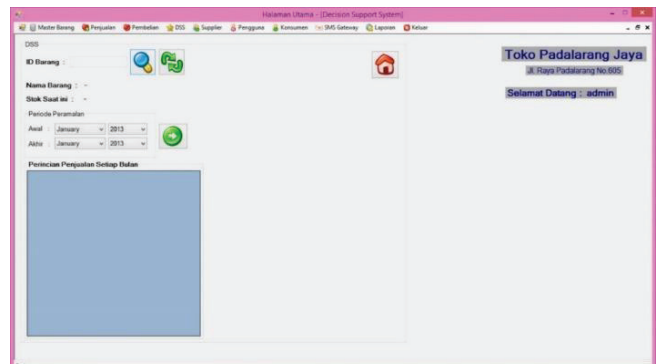 Halaman Utama - [Decision Support System]
Master Barang Penjualan Pembelian DSS Supplier Pengguna Konsumen SMS Gateway Laporan Keluar
DSS
ID Barang :
Nama Barang : -
Stok Saat ini : -
Periode Paramalan
Awal : January 2013
Akhir : January 2013
Perincian Penjualan Setiap Bulan
Toko Padalarang Jaya
Jl. Raya Padalarang No.605
Selamat Datang : admin